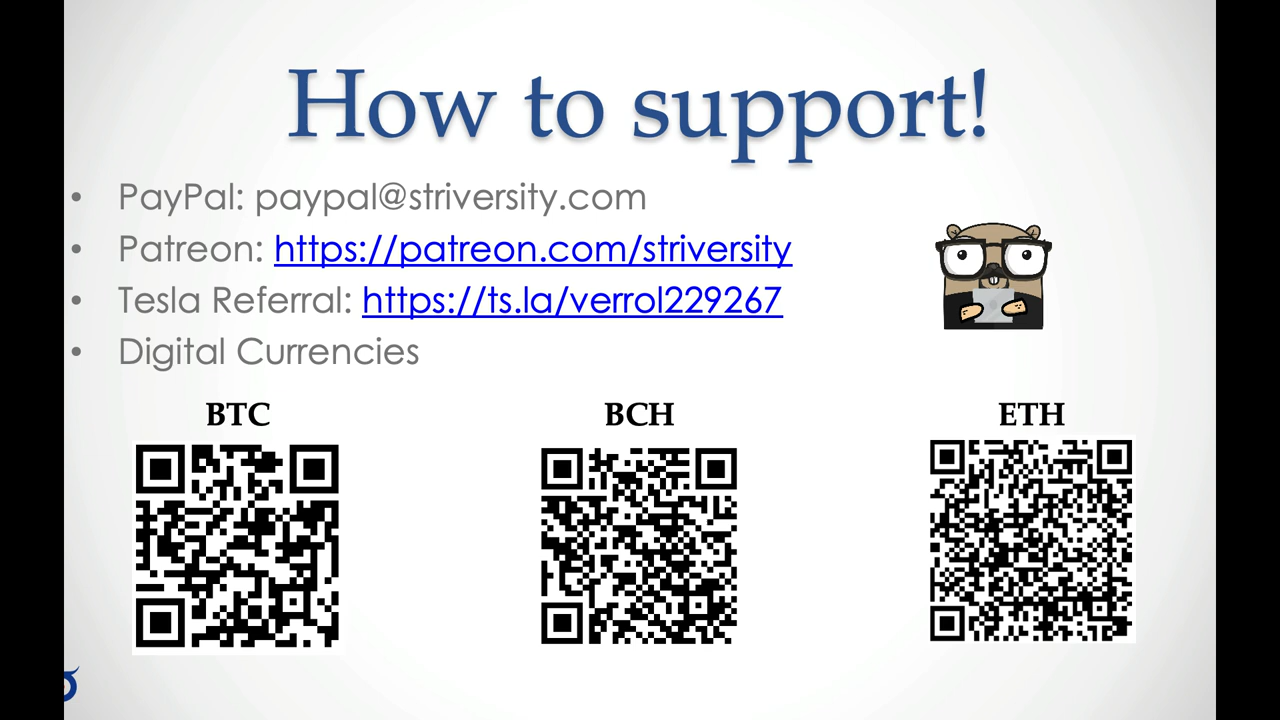 How to support!
• PayPal: paypal@striversity.com
• Patreon: https://patreon.com/striversity
• Tesla Referral: https://ts.la/verrol229267
• Digital Currencies
BTC BCH ETH